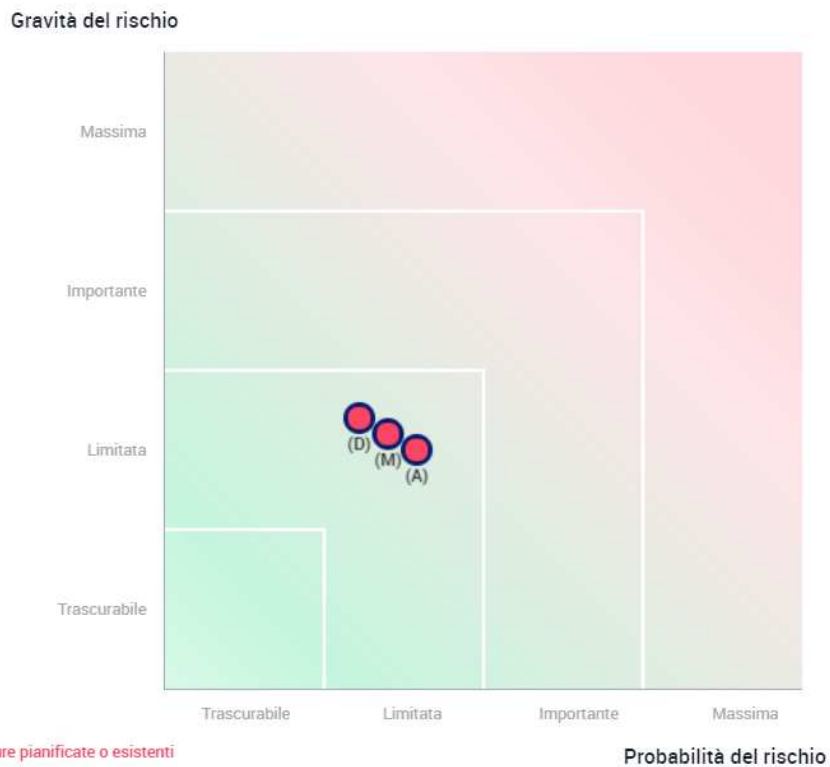 Gravità del rischio
Massima
Importante
Limitata
Trascurabile
(D)
(M)
(A)
Trascurabile Limitata Importante Massima
pianificate o esistenti
Probabilità del rischio